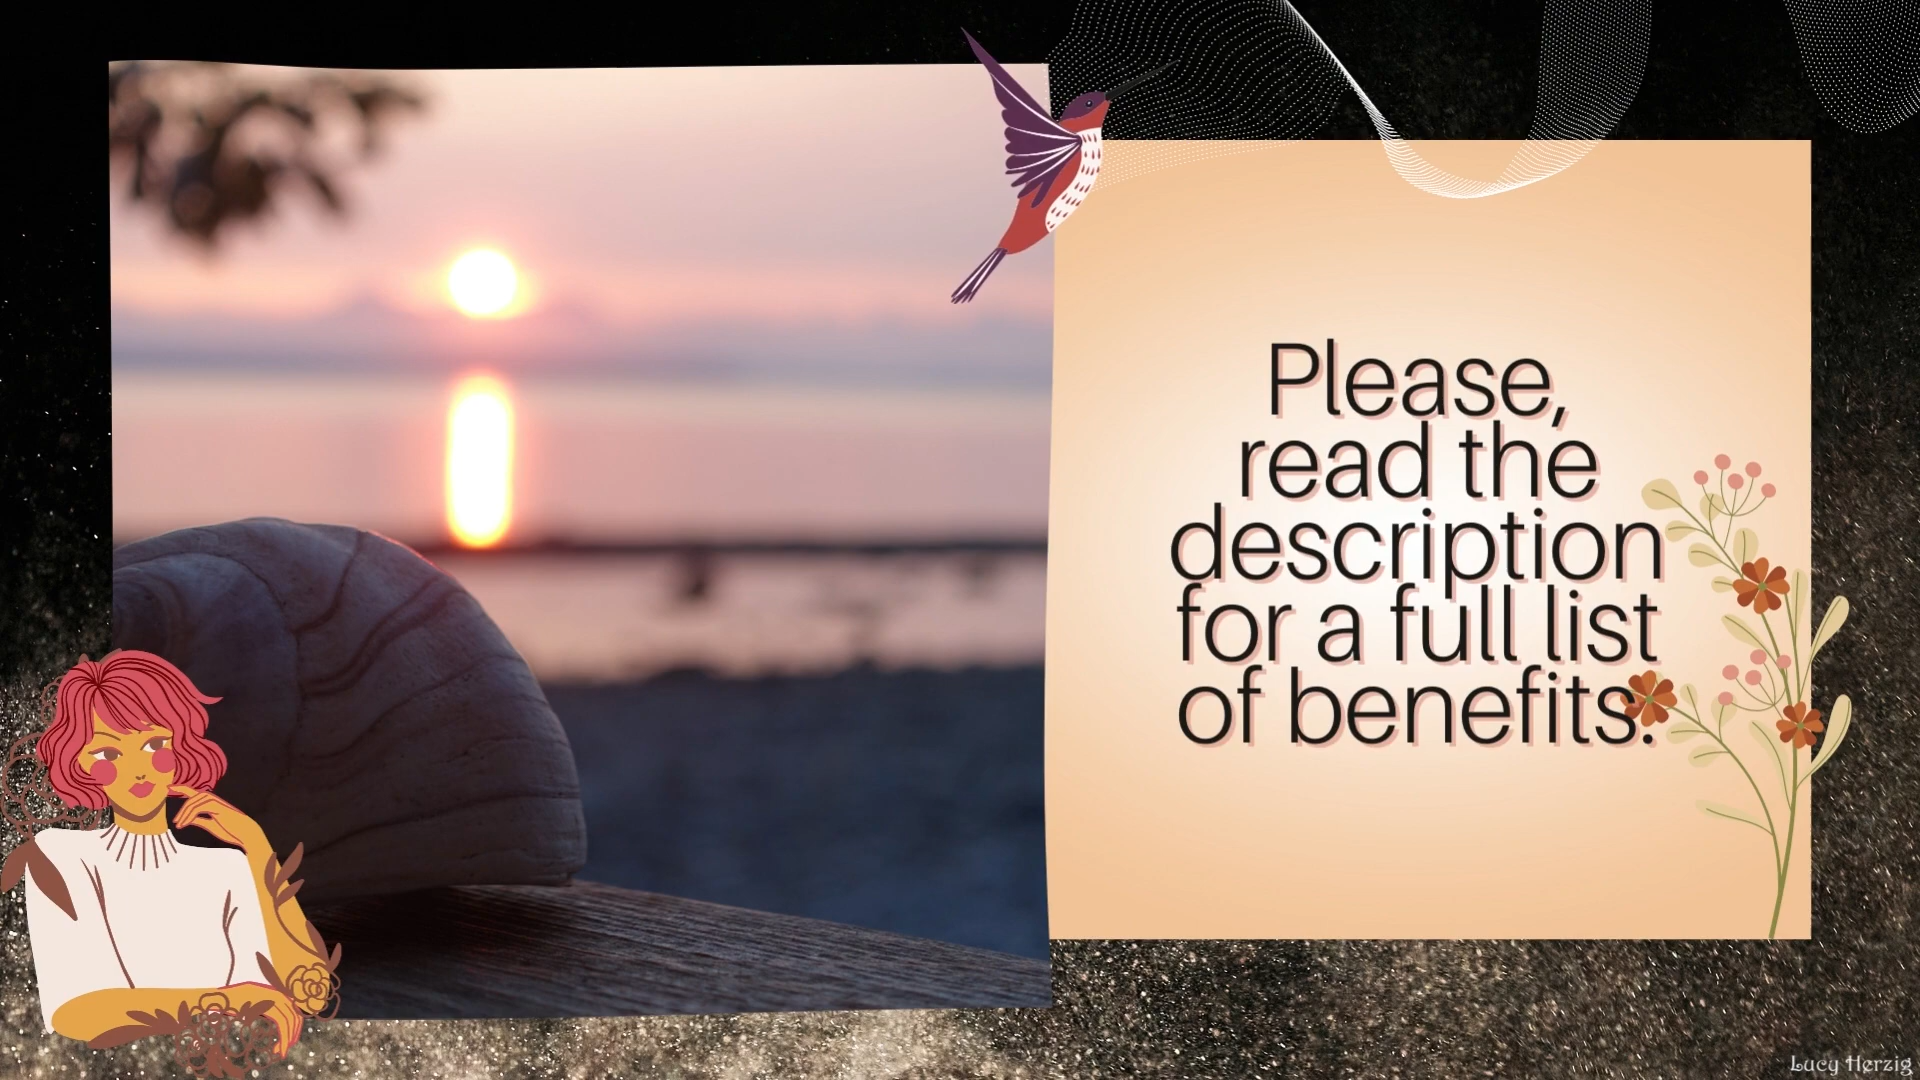 Please,
read the
description
for a full list
of benefits.
Lucy Herzig